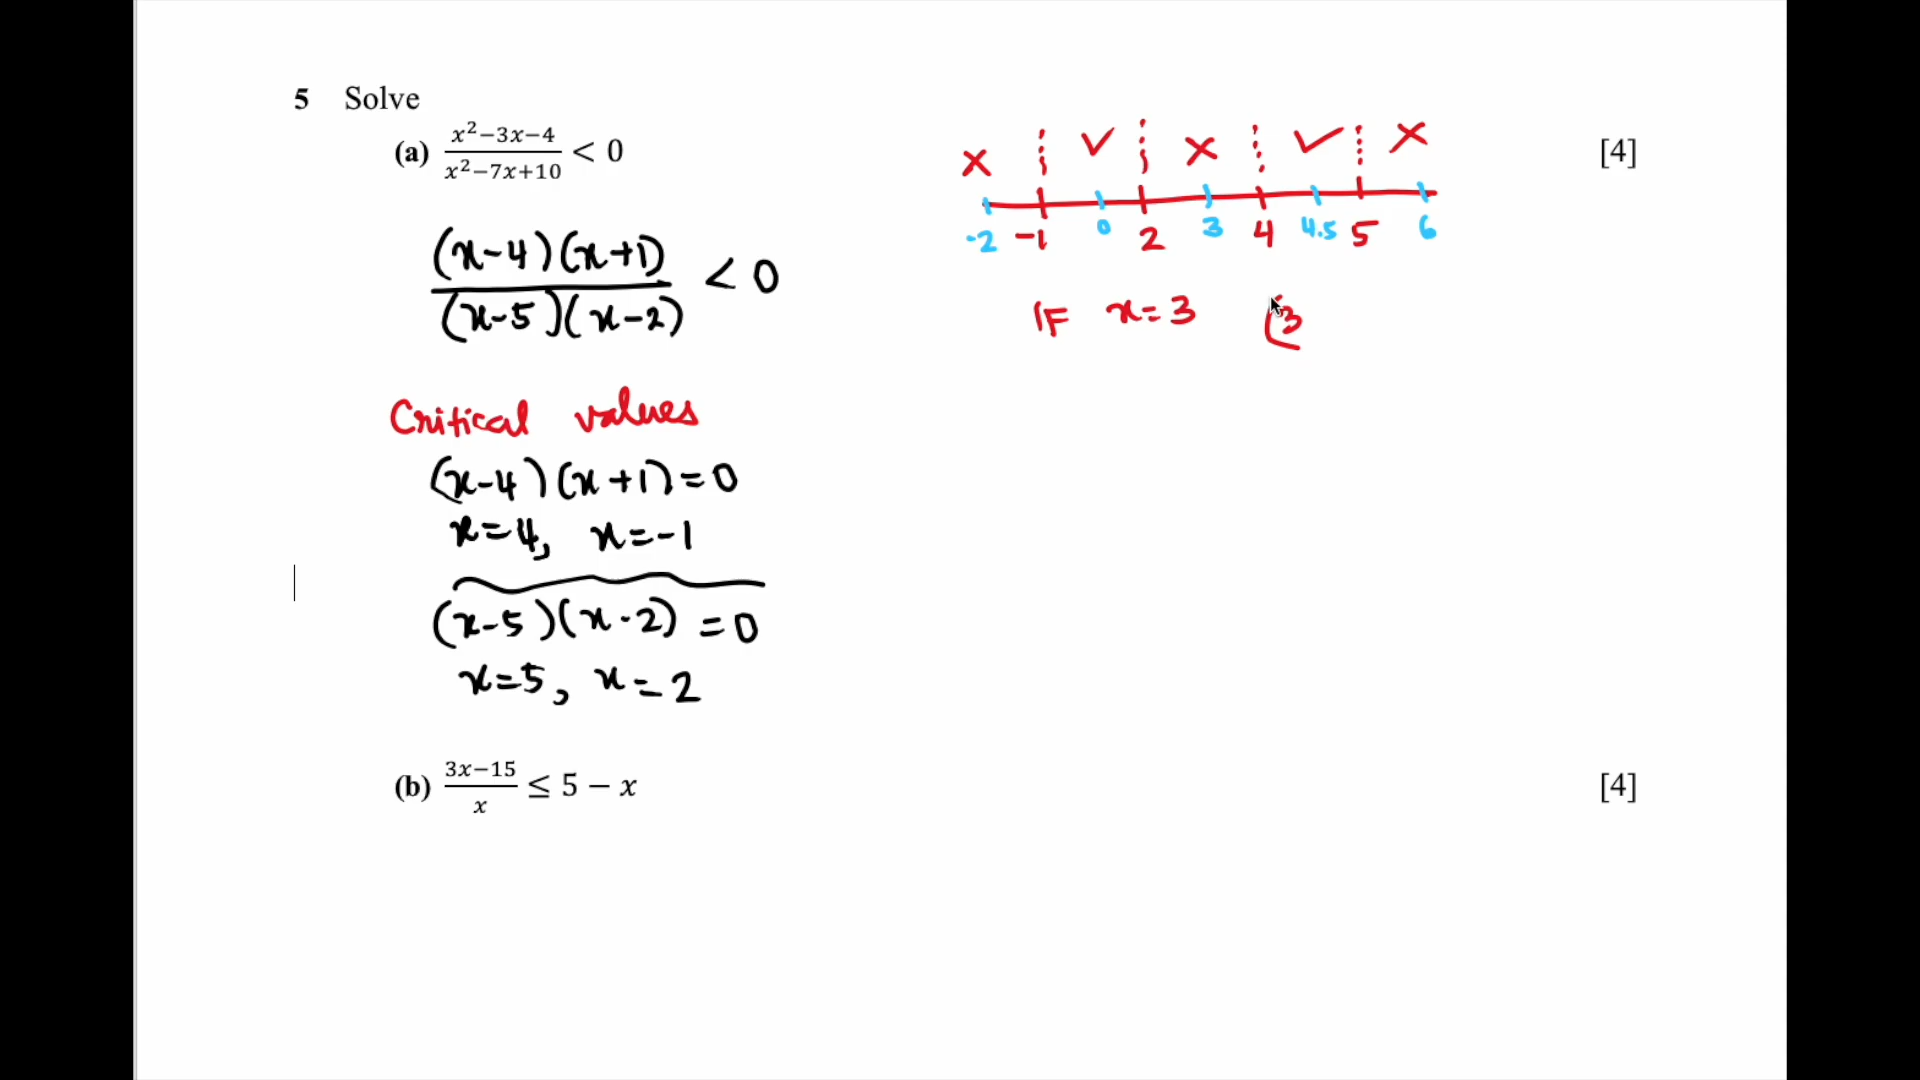 5 Solve
(a) x²−3x−4 / x²−7x+10 < 0 [4]
(x-4)(x+1) / (x-5)(x-2) < 0
Critical values
(x-4)(x+1)=0
x=4, x=-1
(x-5)(x-2)=0
x=5, x=2
x ✓ x ✓ x
-2 -1 0 2 3 4 4.5 5 6
IF x=3 (3
(b) 3x−15 / x ≤ 5 − x [4]